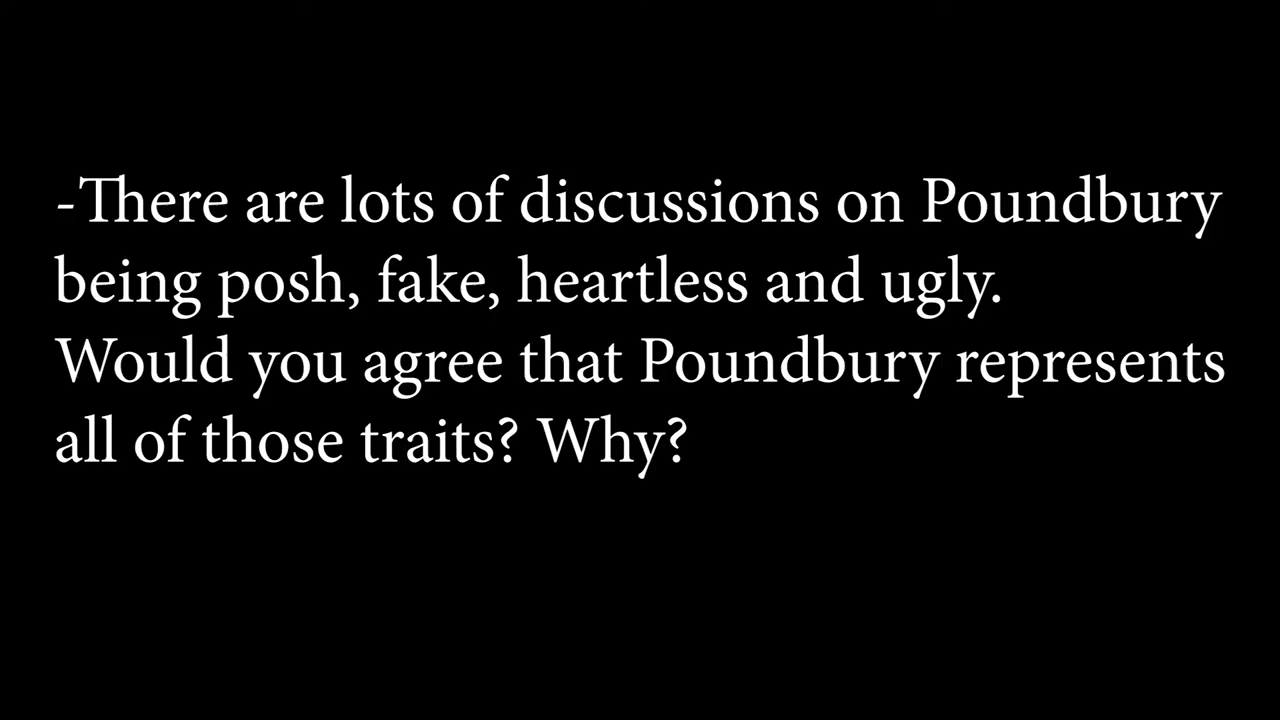 -There are lots of discussions on Poundbury
being posh, fake, heartless and ugly.
Would you agree that Poundbury represents
all of those traits? Why?